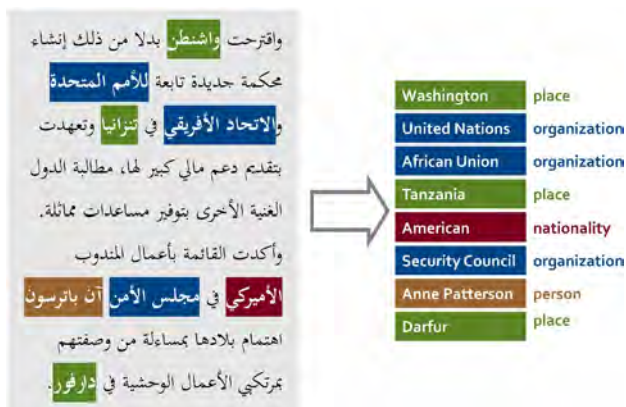 واقترحت واشنطن بدلا من ذلك إنشاء
محكمة جديدة تابعة للأمم المتحدة
والاتحاد الأفريقي في تنزانيا وتعهدت
بتقديم دعم مالي كبير لها، مطالبة الدول
الغنية الأخرى بتوفير مساعدات مماثلة.
وأكدت القائمة بأعمال المندوب
الأميركي في مجلس الأمن آن باترسون
اهتمام بلادها بمساءلة من وصفتهم
بمرتكبي الأعمال الوحشية في دارفور.
Washington place
United Nations organization
African Union organization
Tanzania place
American nationality
Security Council organization
Anne Patterson person
Darfur place